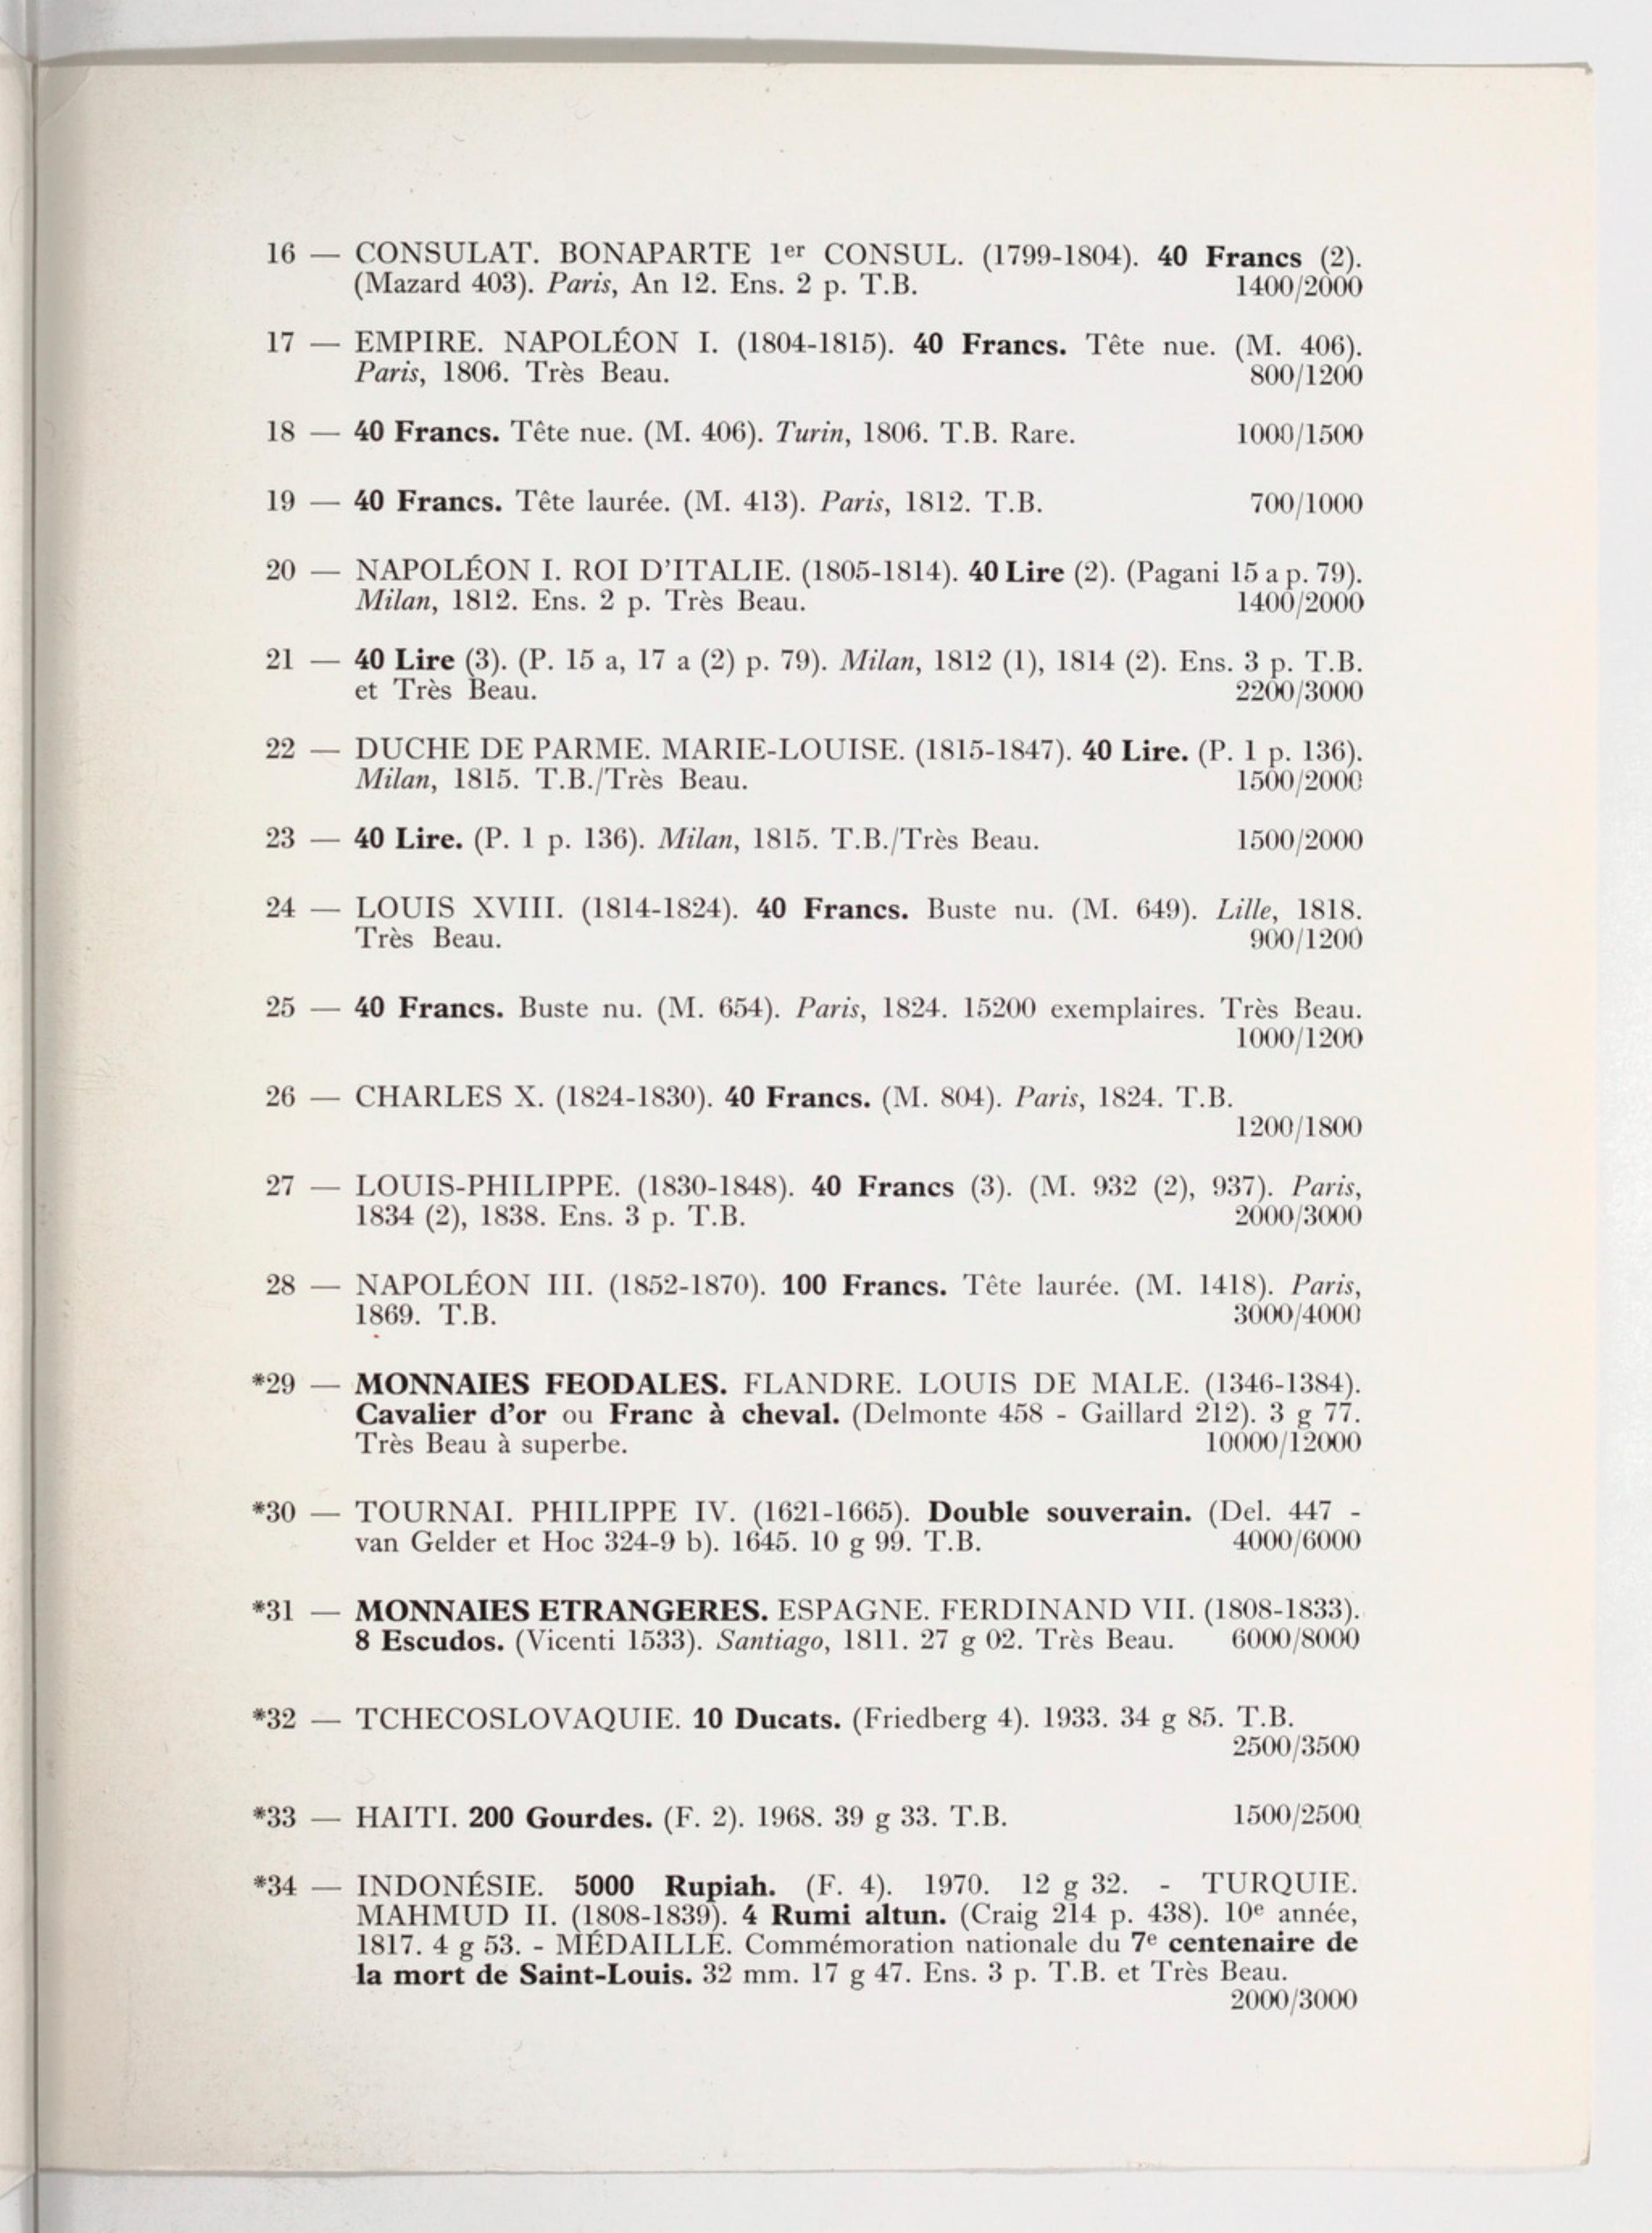 16 — CONSULAT. BONAPARTE 1er CONSUL. (1799-1804). 40 Francs (2).
(Mazard 403). Paris, An 12. Ens. 2 p. T.B. 1400/2000
17 — EMPIRE. NAPOLÉON I. (1804-1815). 40 Francs. Tête nue. (M. 406).
Paris, 1806. Très Beau. 800/1200
18 — 40 Francs. Tête nue. (M. 406). Turin, 1806. T.B. Rare. 1000/1500
19 — 40 Francs. Tête laurée. (M. 413). Paris, 1812. T.B. 700/1000
20 — NAPOLÉON I. ROI D'ITALIE. (1805-1814). 40 Lire (2). (Pagani 15 a p. 79).
Milan, 1812. Ens. 2 p. Très Beau. 1400/2000
21 — 40 Lire (3). (P. 15 a, 17 a (2) p. 79). Milan, 1812 (1), 1814 (2). Ens. 3 p. T.B.
et Très Beau. 2200/3000
22 — DUCHE DE PARME. MARIE-LOUISE. (1815-1847). 40 Lire. (P. 1 p. 136).
Milan, 1815. T.B./Très Beau. 1500/2000
23 — 40 Lire. (P. 1 p. 136). Milan, 1815. T.B./Très Beau. 1500/2000
24 — LOUIS XVIII. (1814-1824). 40 Francs. Buste nu. (M. 649). Lille, 1818.
Très Beau. 900/1200
25 — 40 Francs. Buste nu. (M. 654). Paris, 1824. 15200 exemplaires. Très Beau.
1000/1200
26 — CHARLES X. (1824-1830). 40 Francs. (M. 804). Paris, 1824. T.B.
1200/1800
27 — LOUIS-PHILIPPE. (1830-1848). 40 Francs (3). (M. 932 (2), 937). Paris,
1834 (2), 1838. Ens. 3 p. T.B. 2000/3000
28 — NAPOLÉON III. (1852-1870). 100 Francs. Tête laurée. (M. 1418). Paris,
1869. T.B. 3000/4000
*29 — MONNAIES FEODALES. FLANDRE. LOUIS DE MALE. (1346-1384).
Cavalier d'or ou Franc à cheval. (Delmonte 458 - Gaillard 212). 3 g 77.
Très Beau à superbe. 10000/12000
*30 — TOURNAI. PHILIPPE IV. (1621-1665). Double souverain. (Del. 447 -
van Gelder et Hoc 324-9 b). 1645. 10 g 99. T.B. 4000/6000
*31 — MONNAIES ETRANGERES. ESPAGNE. FERDINAND VII. (1808-1833).
8 Escudos. (Vicenti 1533). Santiago, 1811. 27 g 02. Très Beau. 6000/8000
*32 — TCHECOSLOVAQUIE. 10 Ducats. (Friedberg 4). 1933. 34 g 85. T.B.
2500/3500
*33 — HAITI. 200 Gourdes. (F. 2). 1968. 39 g 33. T.B. 1500/2500
*34 — INDONÉSIE. 5000 Rupiah. (F. 4). 1970. 12 g 32. - TURQUIE.
MAHMUD II. (1808-1839). 4 Rumi altun. (Craig 214 p. 438). 10e année,
1817. 4 g 53. - MÉDAILLE. Commémoration nationale du 7e centenaire de
la mort de Saint-Louis. 32 mm. 17 g 47. Ens. 3 p. T.B. et Très Beau.
2000/3000